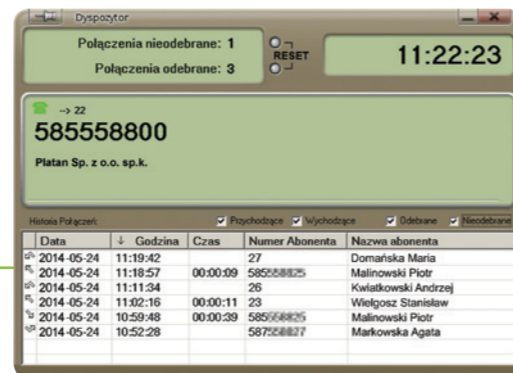 Dyspozytor
Połączenia nieodebrane: 1
Połączenia odebrane: 3
RESET
11:22:23
--> 22
585558800
Platan Sp. z o.o. sp.k.
Historia Połączeń: Przychodzące Wychodzące Odebrane Nieodebrane
Data ↓ Godzina Czas Numer Abonenta Nazwa abonenta
2014-05-24 11:19:42 27 Domańska Maria
2014-05-24 11:18:57 00:00:09 Malinowski Piotr
2014-05-24 11:11:34 26 Kwiatkowski Andrzej
2014-05-24 11:02:16 00:00:11 23 Wielgosz Stanisław
2014-05-24 10:59:48 00:00:39 Malinowski Piotr
2014-05-24 10:52:28 Markowska Agata